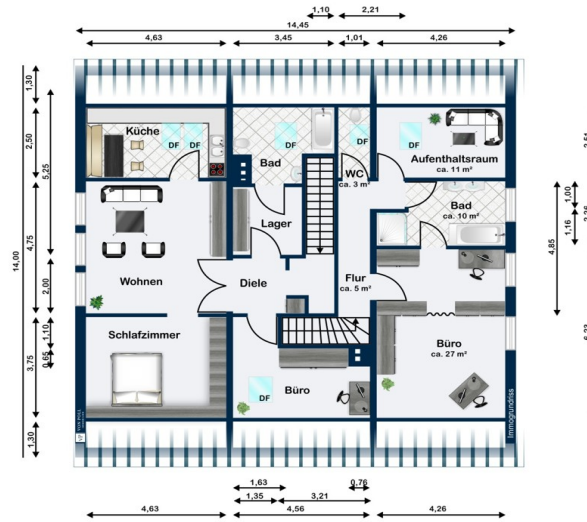 1,10
2,21
14,45
4,63
3,45
1,01
4,26
1,30
2,50
5,25
14,00
4,75
2,00
3,75
1,10
0,65
1,30
Küche
DF
DF
Bad
DF
WC
ca. 3 m²
DF
DF
Aufenthaltsraum
ca. 11 m²
Bad
ca. 10 m²
Lager
Wohnen
Diele
Flur
ca. 5 m²
Schlafzimmer
Büro
DF
Büro
ca. 27 m²
Immogrundriss
1,00
1,16
4,85
1,63
0,76
1,35
3,21
4,63
4,56
4,26